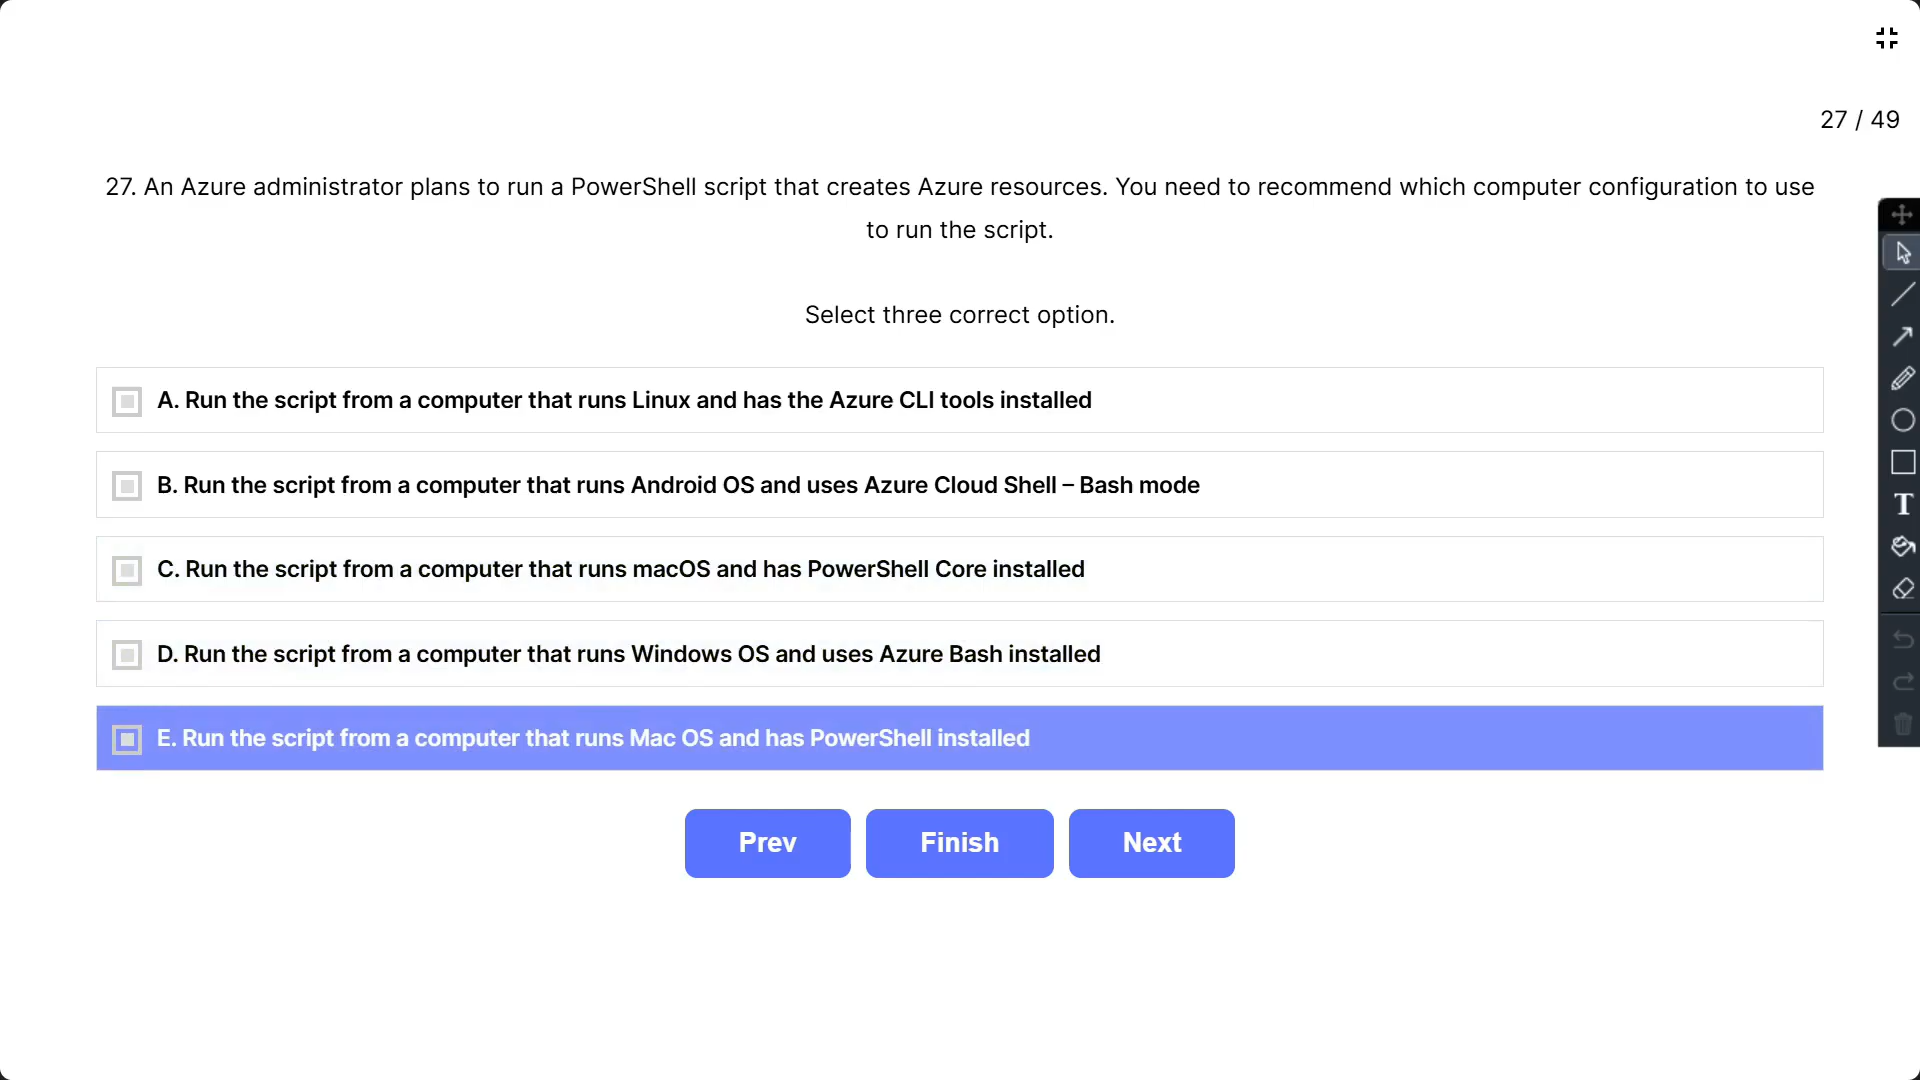 27 / 49
27. An Azure administrator plans to run a PowerShell script that creates Azure resources. You need to recommend which computer configuration to use
to run the script.
Select three correct option.
A. Run the script from a computer that runs Linux and has the Azure CLI tools installed
B. Run the script from a computer that runs Android OS and uses Azure Cloud Shell – Bash mode
C. Run the script from a computer that runs macOS and has PowerShell Core installed
D. Run the script from a computer that runs Windows OS and uses Azure Bash installed
E. Run the script from a computer that runs Mac OS and has PowerShell installed
Prev Finish Next
T